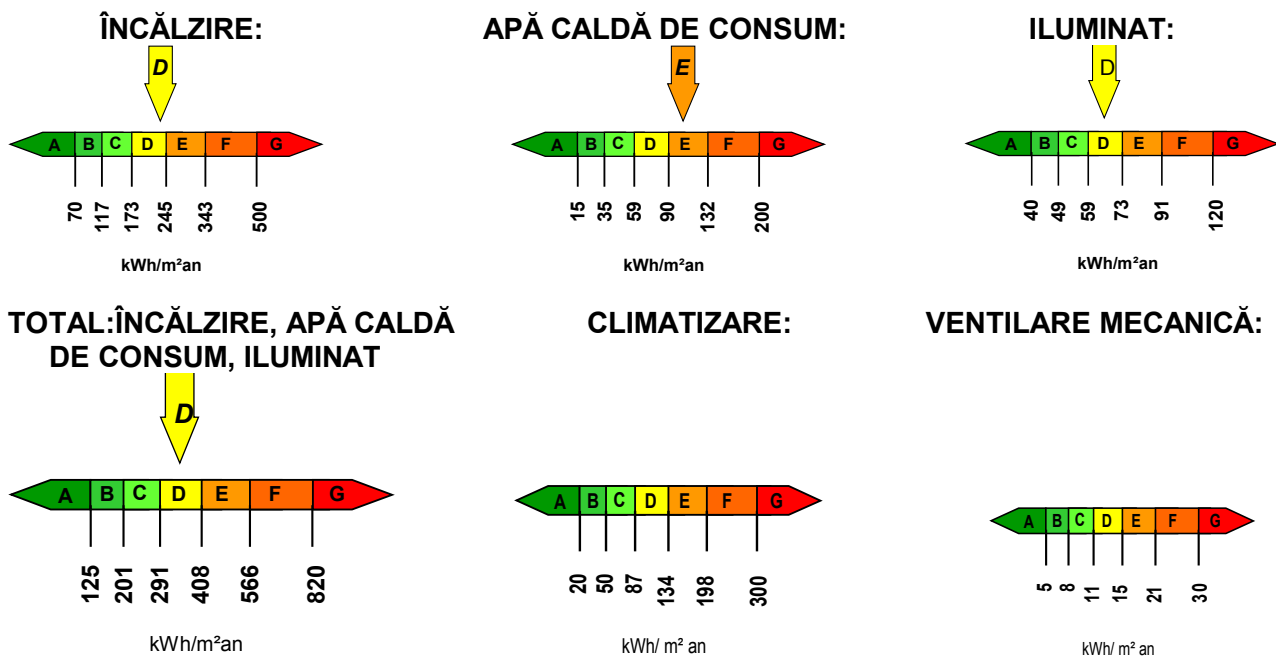 ÎNCĂLZIRE:
D
A B C D E F G
70 117 173 245 343 500
kWh/m²an
APĂ CALDĂ DE CONSUM:
E
A B C D E F G
15 35 59 90 132 200
kWh/m²an
ILUMINAT:
D
A B C D E F G
40 49 59 73 91 120
kWh/m²an
TOTAL:ÎNCĂLZIRE, APĂ CALDĂ
DE CONSUM, ILUMINAT
D
A B C D E F G
125 201 291 408 566 820
kWh/m²an
CLIMATIZARE:
A B C D E F G
20 50 87 134 198 300
kWh/ m² an
VENTILARE MECANICĂ:
A B C D E F G
5 8 11 15 21 30
kWh/ m² an